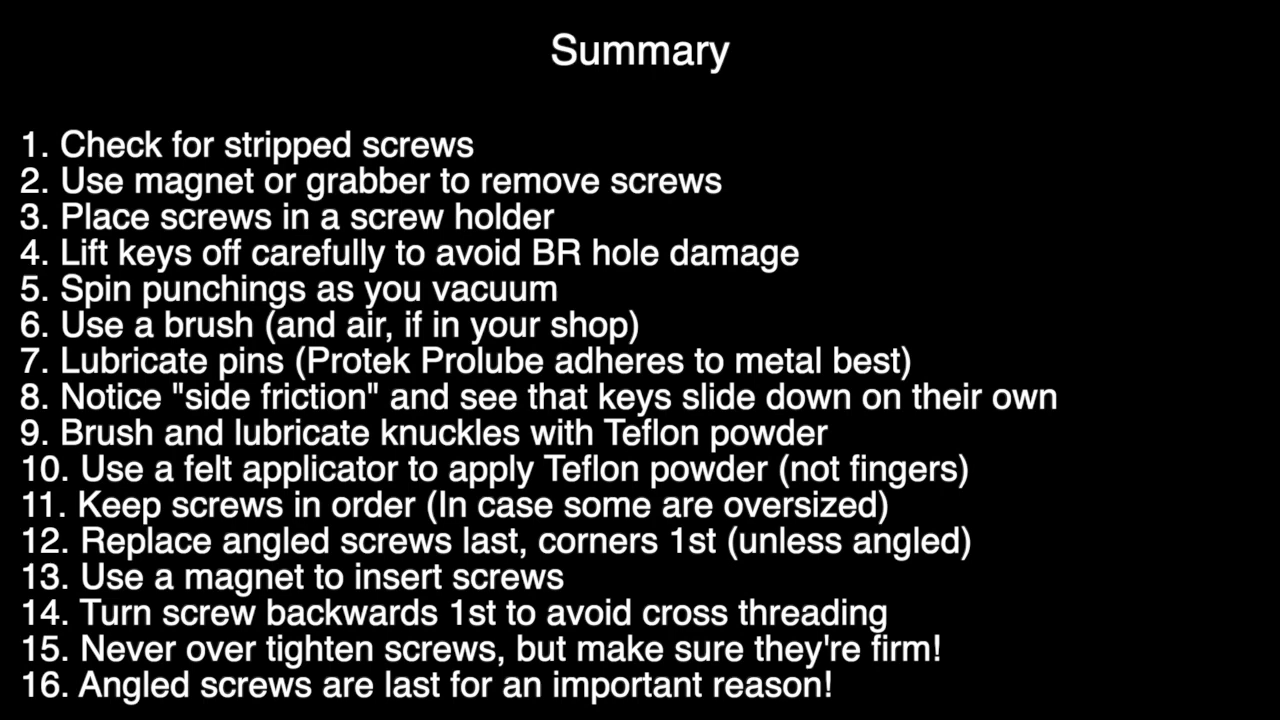 Summary
1. Check for stripped screws
2. Use magnet or grabber to remove screws
3. Place screws in a screw holder
4. Lift keys off carefully to avoid BR hole damage
5. Spin punchings as you vacuum
6. Use a brush (and air, if in your shop)
7. Lubricate pins (Protek Prolube adheres to metal best)
8. Notice "side friction" and see that keys slide down on their own
9. Brush and lubricate knuckles with Teflon powder
10. Use a felt applicator to apply Teflon powder (not fingers)
11. Keep screws in order (In case some are oversized)
12. Replace angled screws last, corners 1st (unless angled)
13. Use a magnet to insert screws
14. Turn screw backwards 1st to avoid cross threading
15. Never over tighten screws, but make sure they're firm!
16. Angled screws are last for an important reason!